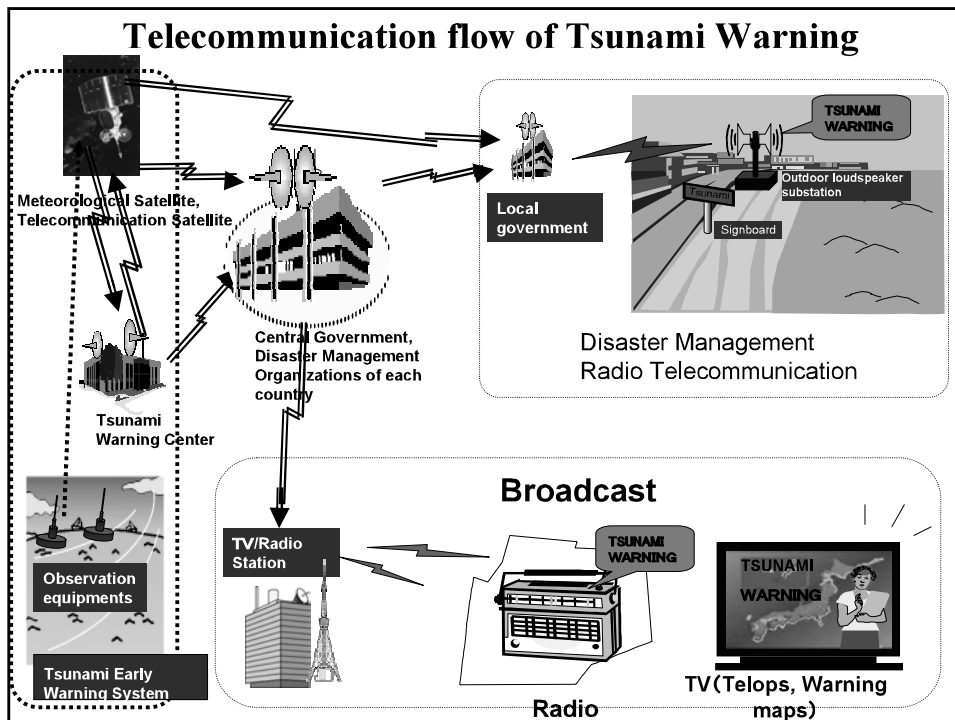 Telecommunication flow of Tsunami Warning
Meteorological Satellite,
Telecommunication Satellite
Tsunami
Warning Center
Observation
equipments
Tsunami Early
Warning System
Central Government,
Disaster Management
Organizations of each
country
Local
government
TSUNAMI
WARNING
Outdoor loudspeaker
substation
Tsunami
Signboard
Disaster Management
Radio Telecommunication
Broadcast
TV/Radio
Station
TSUNAMI
WARNING
Radio
TSUNAMI
WARNING
TV(Telops, Warning
maps)